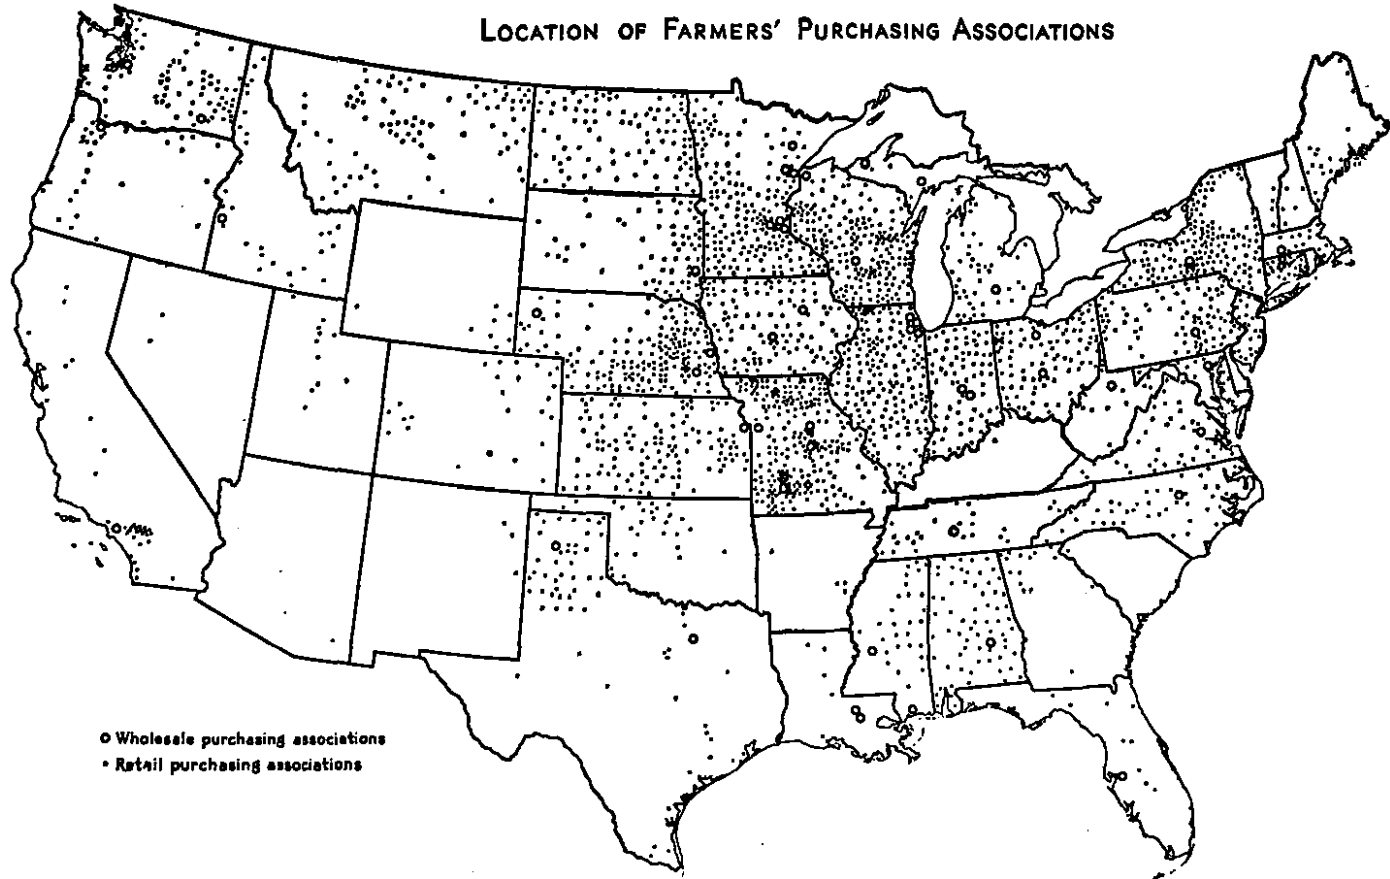 LOCATION OF FARMERS' PURCHASING ASSOCIATIONS
Wholesale purchasing associations
Retail purchasing associations